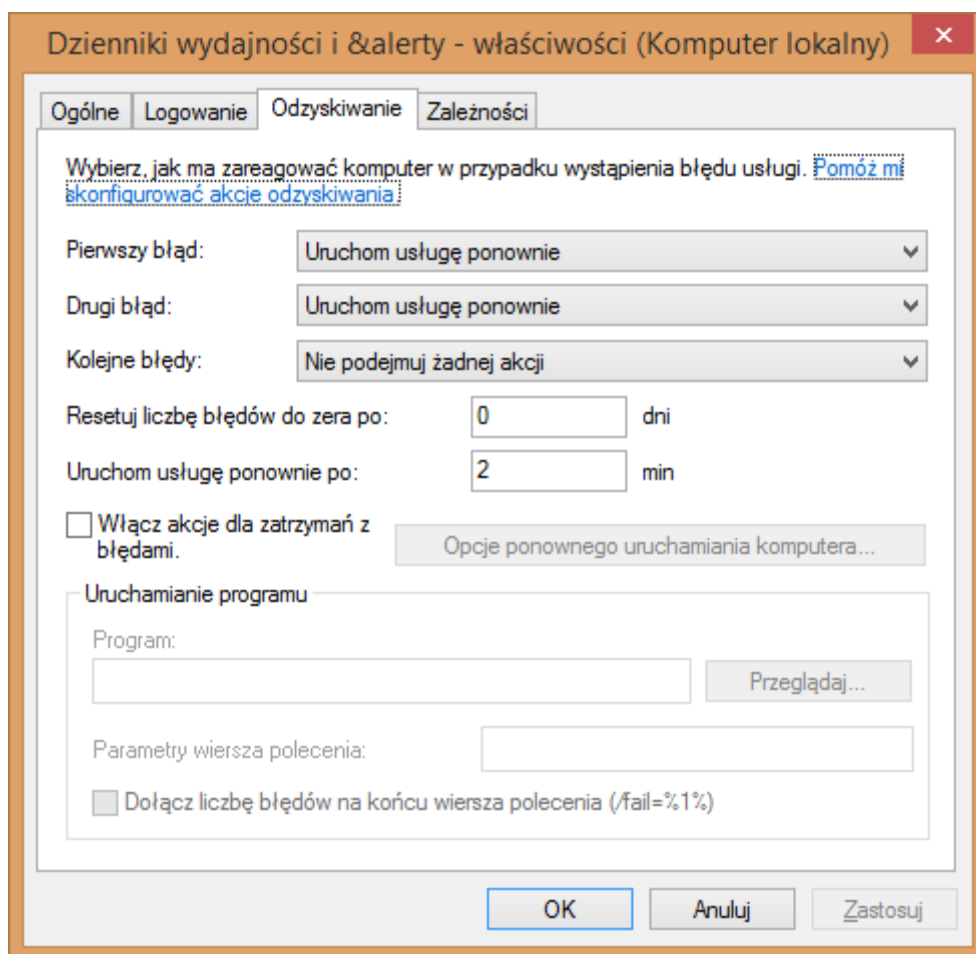 Dzienniki wydajności i &alerty - właściwości (Komputer lokalny)
Ogólne Logowanie Odzyskiwanie Zależności
Wybierz, jak ma zareagować komputer w przypadku wystąpienia błędu usługi. Pomóż mi
skonfigurować akcje odzyskiwania.
Pierwszy błąd: Uruchom usługę ponownie
Drugi błąd: Uruchom usługę ponownie
Kolejne błędy: Nie podejmuj żadnej akcji
Resetuj liczbę błędów do zera po: 0 dni
Uruchom usługę ponownie po: 2 min
Włącz akcje dla zatrzymań z
błędami.
Opcje ponownego uruchamiania komputera...
Uruchamianie programu
Program:
Przeglądaj...
Parametry wiersza polecenia:
Dołącz liczbę błędów na końcu wiersza polecenia (/fail=%1%)
OK Anuluj Zastosuj